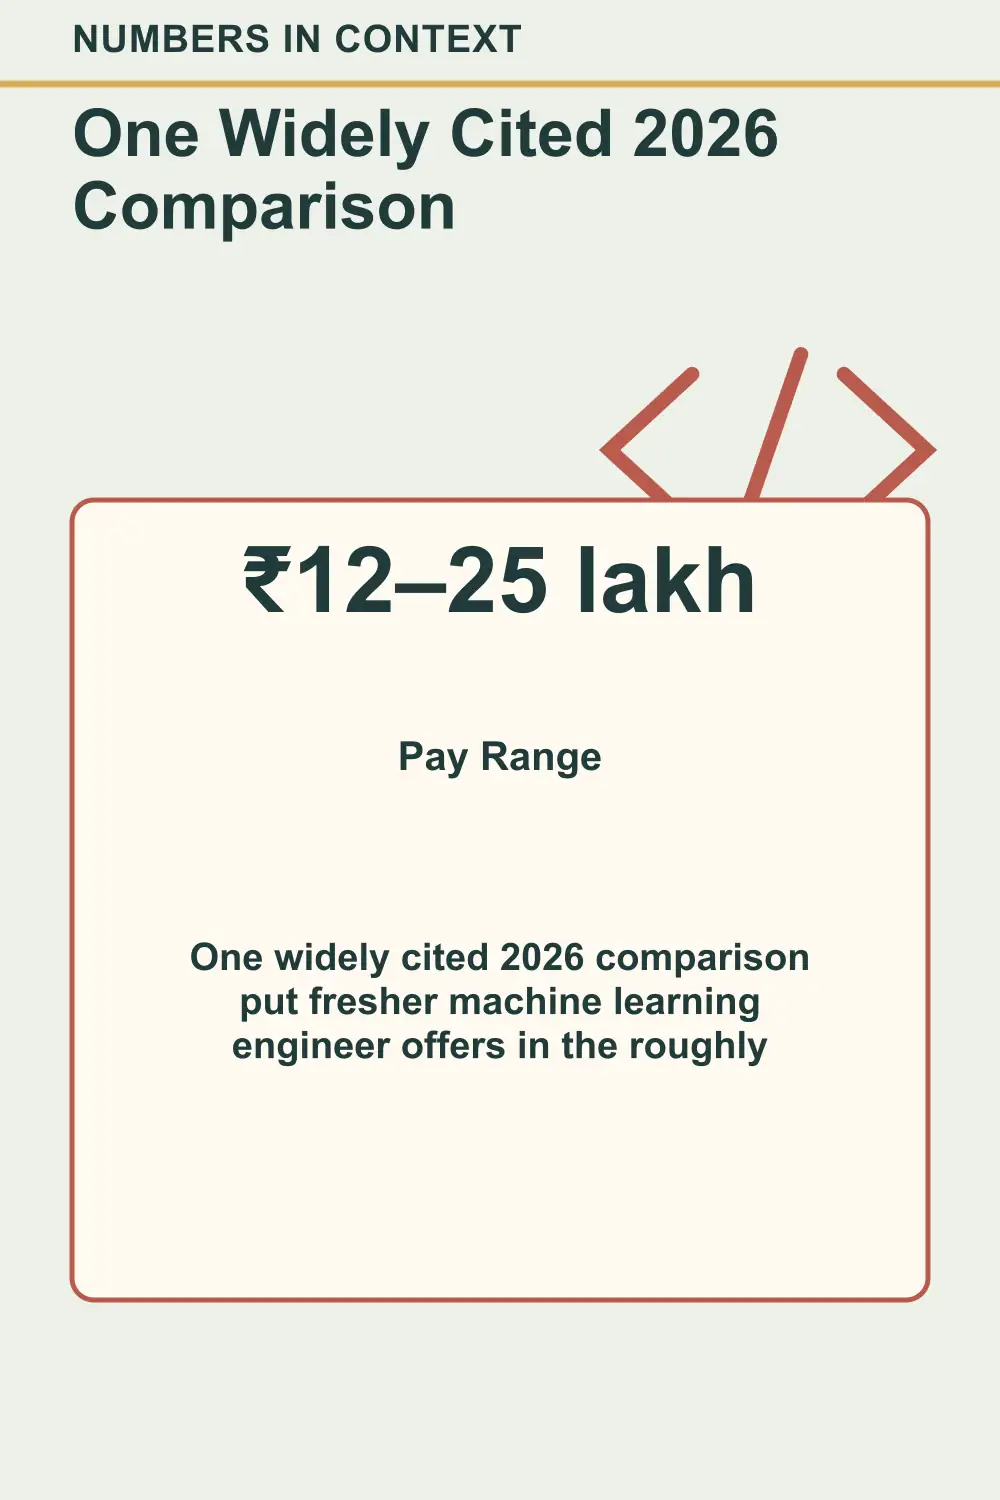 NUMBERS IN CONTEXT
One Widely Cited 2026
Comparison
₹12–25 lakh
Pay Range
One widely cited 2026 comparison
put fresher machine learning
engineer offers in the roughly